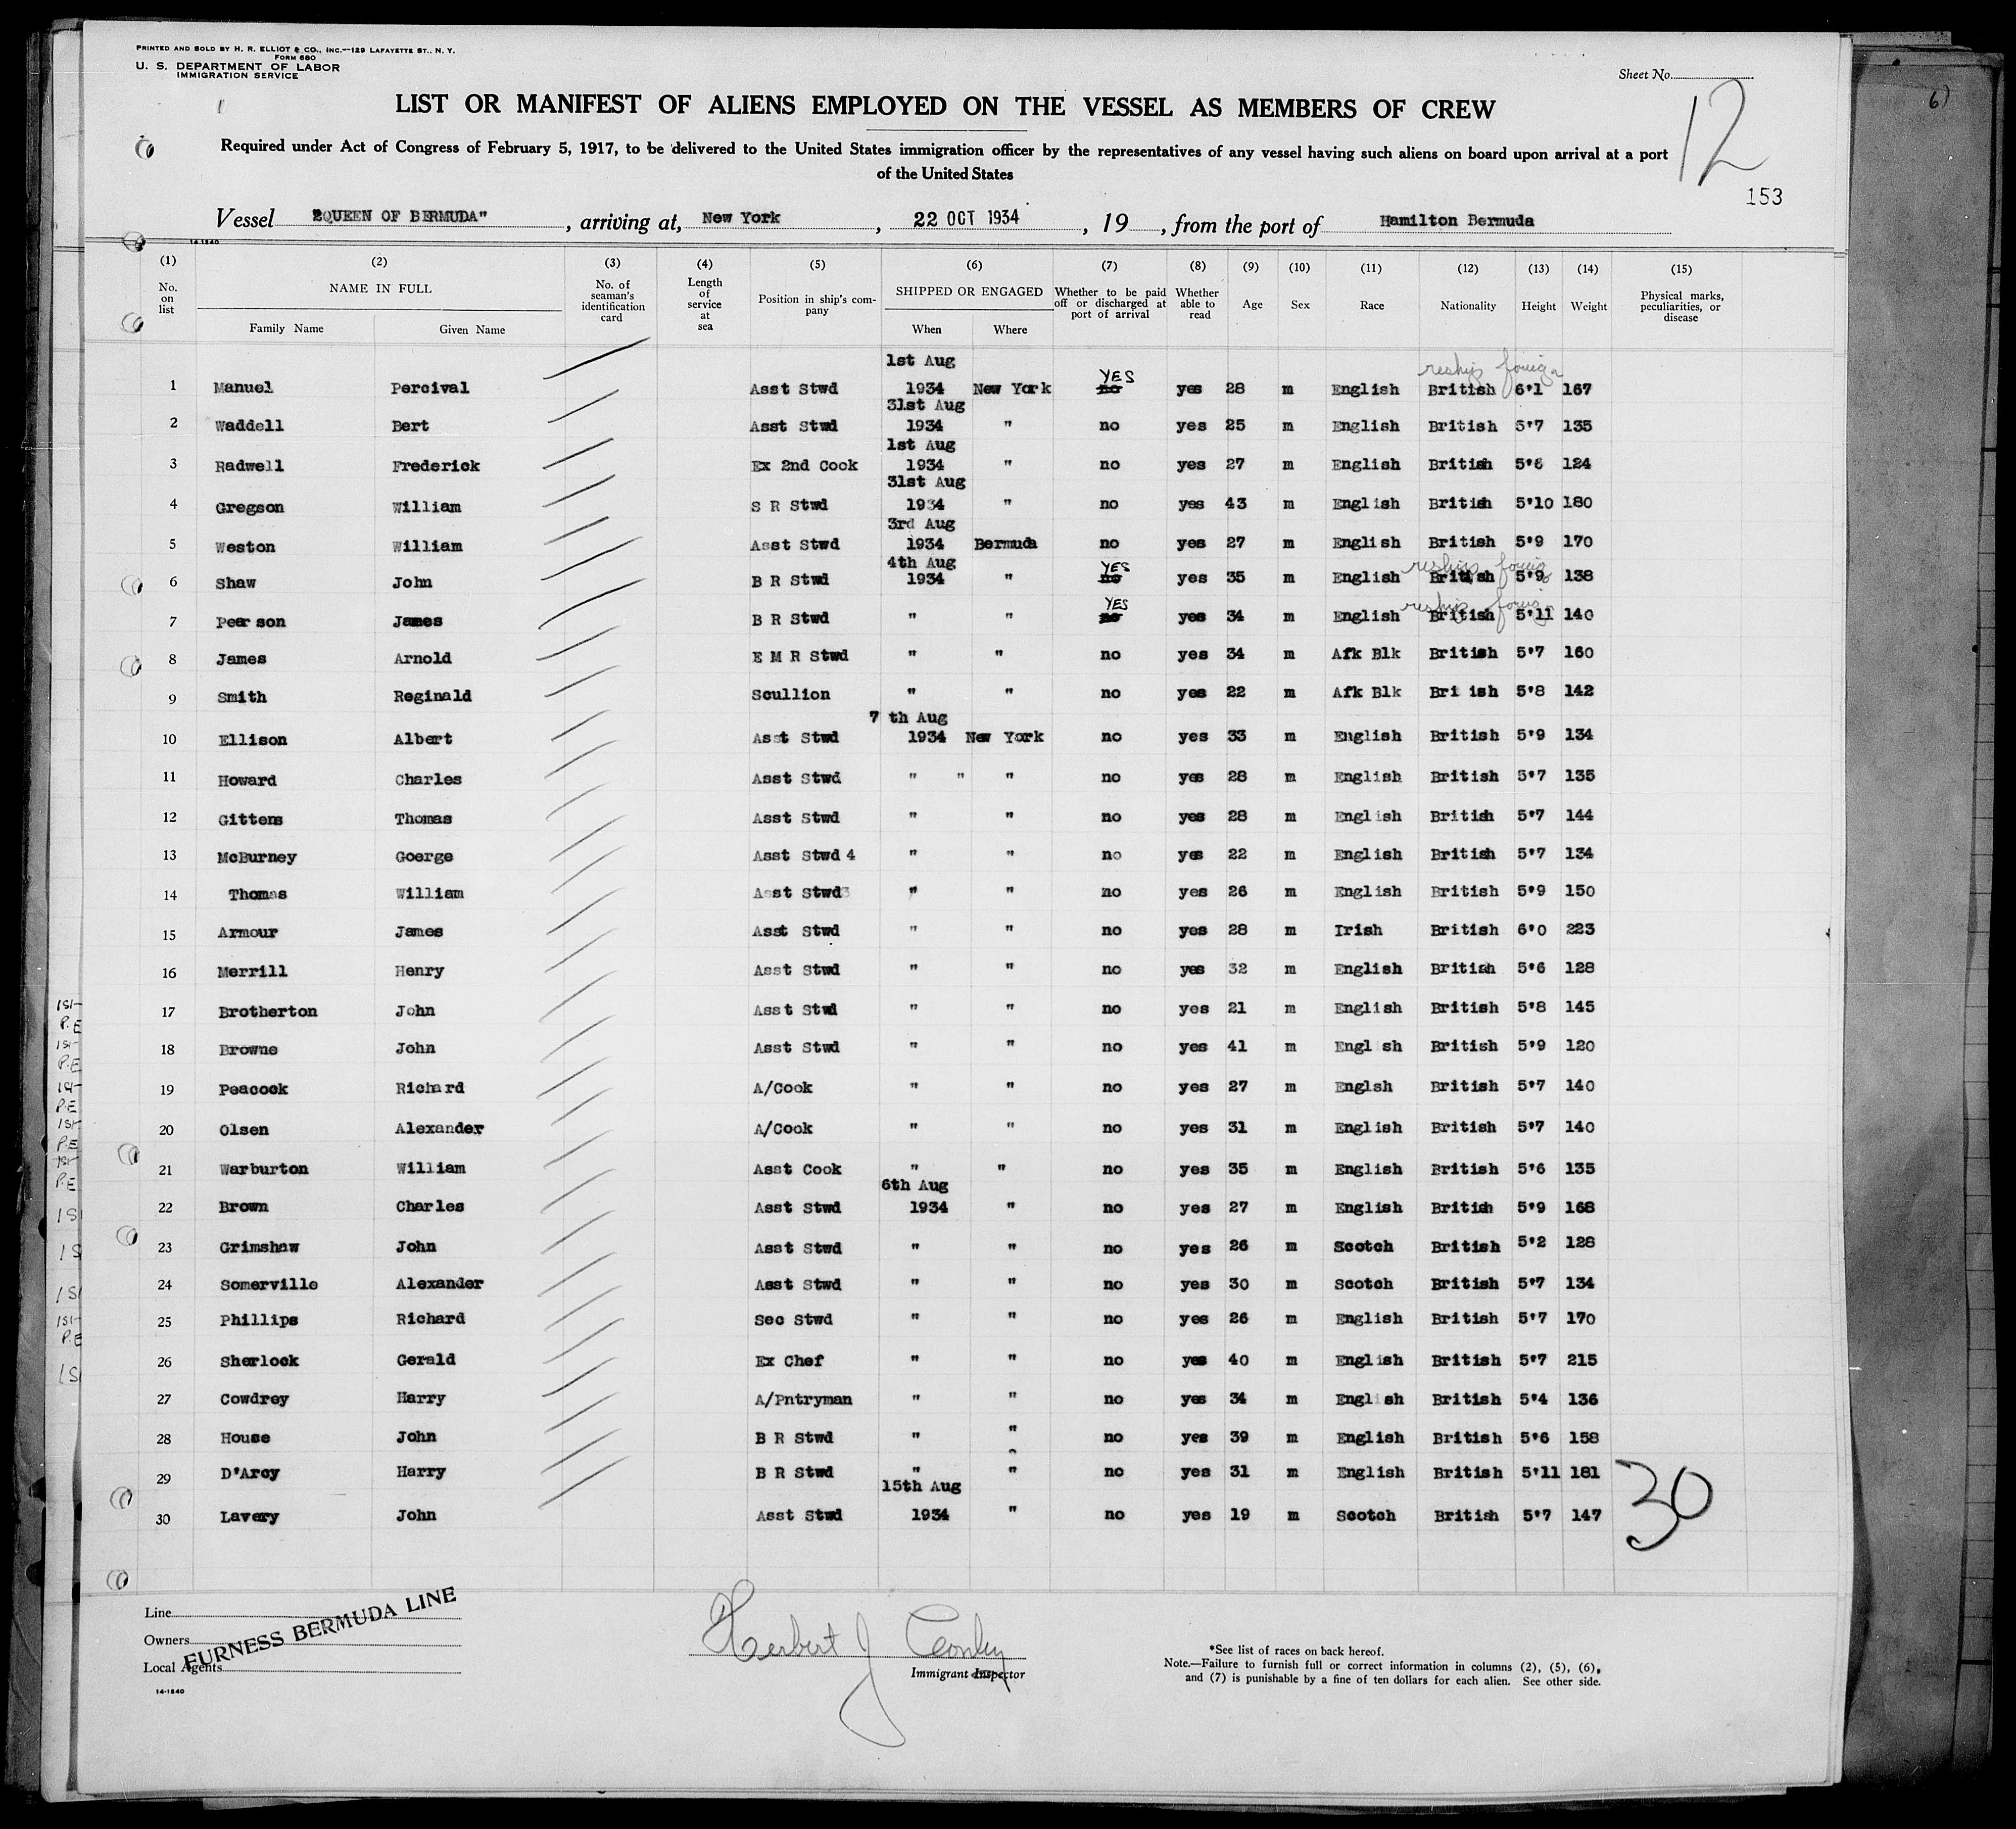 PRINTED AND SOLD BY H. R. ELLIOT & CO., INC.—129 LAFAYETTE ST., N. Y.
FORM 680
U. S. DEPARTMENT OF LABOR
IMMIGRATION SERVICE
Sheet No.
12
LIST OR MANIFEST OF ALIENS EMPLOYED ON THE VESSEL AS MEMBERS OF CREW
Required under Act of Congress of February 5, 1917, to be delivered to the United States immigration officer by the representatives of any vessel having such aliens on board upon arrival at a port
of the United States
153
Vessel "QUEEN OF BERMUDA", arriving at, New York, 22 OCT 1934, 19, from the port of Hamilton Bermuda
14-1240
(1) (2) (3) (4) (5) (6) (7) (8) (9) (10) (11) (12) (13) (14) (15)
No. on list NAME IN FULL Family Name Given Name No. of seaman's identification card Length of service at sea Position in ship's company SHIPPED OR ENGAGED When Where Whether to be paid off or discharged at port of arrival Whether able to read Age Sex Race Nationality Height Weight Physical marks, peculiarities, or disease
1st Aug reship foreign
1 Manuel Percival Asst Stwd 1934 New York YES no yes 28 m English British 6'1 167
31st Aug
2 Waddell Bert Asst Stwd 1934 " no yes 25 m English British 5'7 135
1st Aug
3 Radwell Frederick Ex 2nd Cook 1934 " no yes 27 m English British 5'6 124
31st Aug
4 Gregson William S R Stwd 1934 " no yes 43 m English British 5'10 180
3rd Aug
5 Weston William Asst Stwd 1934 Bermuda no yes 27 m English British 5'9 170
4th Aug reship foreig
6 Shaw John B R Stwd 1934 " YES no yes 35 m English British 5'9 138
reship foreig
7 Pearson James B R Stwd " " YES no yes 34 m English British 5'11 140
8 James Arnold E M R Stwd " " no yes 34 m Afk Blk British 5'7 160
9 Smith Reginald Scullion " " no yes 22 m Afk Blk Bri ish 5'8 142
7 th Aug
10 Ellison Albert Asst Stwd 1934 New York no yes 33 m English British 5'9 134
11 Howard Charles Asst Stwd " " " no yes 28 m English British 5'7 135
12 Gittens Thomas Asst Stwd " " no yes 28 m English British 5'7 144
13 McBurney Goerge Asst Stwd 4 " " no yes 22 m English British 5'7 134
14 Thomas William Asst Stwd3 " " no yes 26 m English British 5'9 150
15 Armour James Asst Stwd " " no yes 28 m Irish British 6'0 223
16 Merrill Henry Asst Stwd " " no yes 32 m English British 5'6 128
17 Brotherton John Asst Stwd " " no yes 21 m English British 5'8 145
18 Browne John Asst Stwd " " no yes 41 m Engl sh British 5'9 120
19 Peacock Richard A/Cook " " no yes 27 m Englsh British 5'7 140
20 Olsen Alexander A/Cook " " no yes 31 m English British 5'7 140
21 Warburton William Asst Cook " " no yes 35 m English British 5'6 135
6th Aug
22 Brown Charles Asst Stwd 1934 " no yes 27 m English British 5'9 168
23 Grimshaw John Asst Stwd " " no yes 26 m Scotch British 5'2 128
24 Somerville Alexander Asst Stwd " " no yes 30 m Scotch British 5'7 134
25 Phillips Richard Sec Stwd " " no yes 26 m English British 5'7 170
26 Sherlock Gerald Ex Chef " " no yes 40 m English British 5'7 215
27 Cowdrey Harry A/Pntryman " " no yes 34 m English British 5'4 136
28 House John B R Stwd " " no yes 39 m English British 5'6 158
29 D'Arcy Harry B R Stwd " " no yes 31 m English British 5'11 181
15th Aug
30 Lavery John Asst Stwd 1934 " no yes 19 m Scotch British 5'7 147
30
Line
Owners
Local Agents
FURNESS BERMUDA LINE
14-1240
Herbert J
Immigrant Inspector
*See list of races on back hereof.
Note.—Failure to furnish full or correct information in columns (2), (5), (6),
and (7) is punishable by a fine of ten dollars for each alien. See other side.